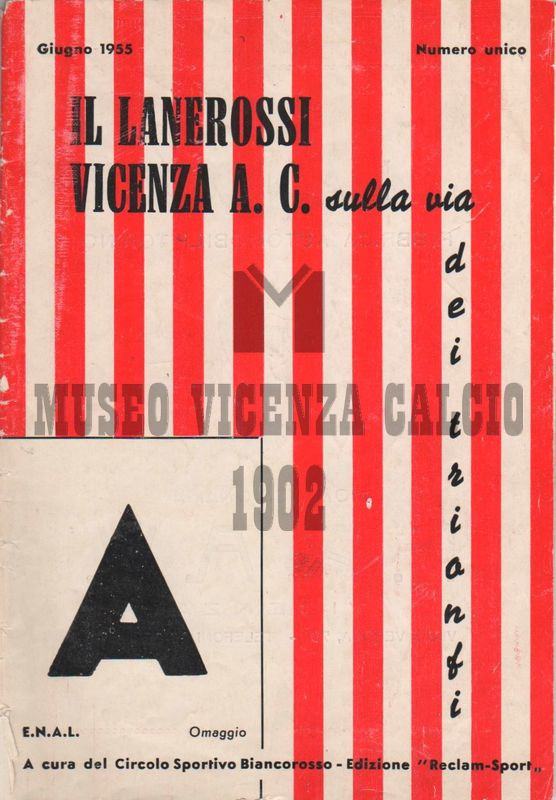 Giugno 1955 Numero unico
IL LANEROSSI
VICENZA A. C. sulla via
dei trionfi
MUSEO VICENZA CALCIO
1902
A
E.N.A.L. Omaggio
A cura del Circolo Sportivo Biancorosso - Edizione "Reclam-Sport„